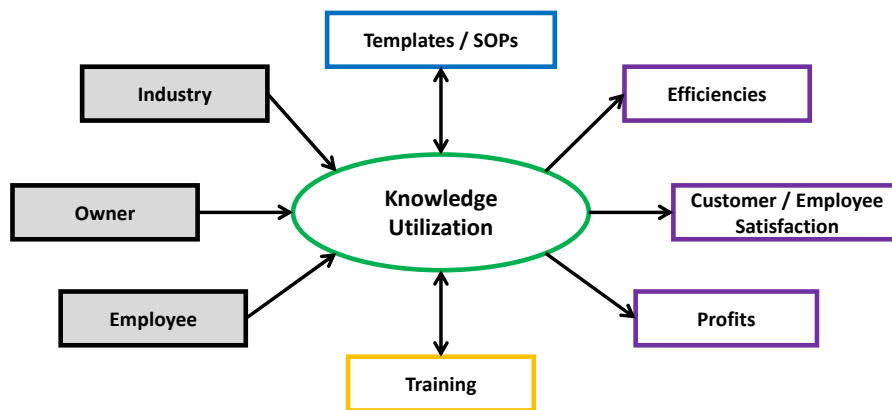 Templates / SOPs
Industry
Efficiencies
Owner
Knowledge
Utilization
Customer / Employee
Satisfaction
Employee
Profits
Training